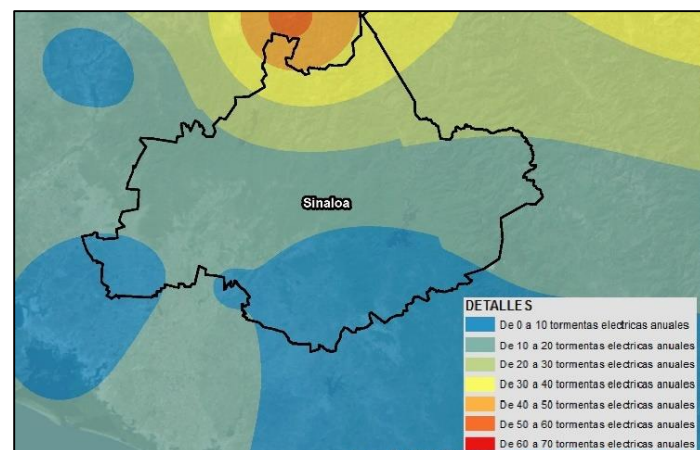 Sinaloa
DETALLES
De 0 a 10 tormentas electricas anuales
De 10 a 20 tormentas electricas anuales
De 20 a 30 tormentas electricas anuales
De 30 a 40 tormentas electricas anuales
De 40 a 50 tormentas electricas anuales
De 50 a 60 tormentas electricas anuales
De 60 a 70 tormentas electricas anuales